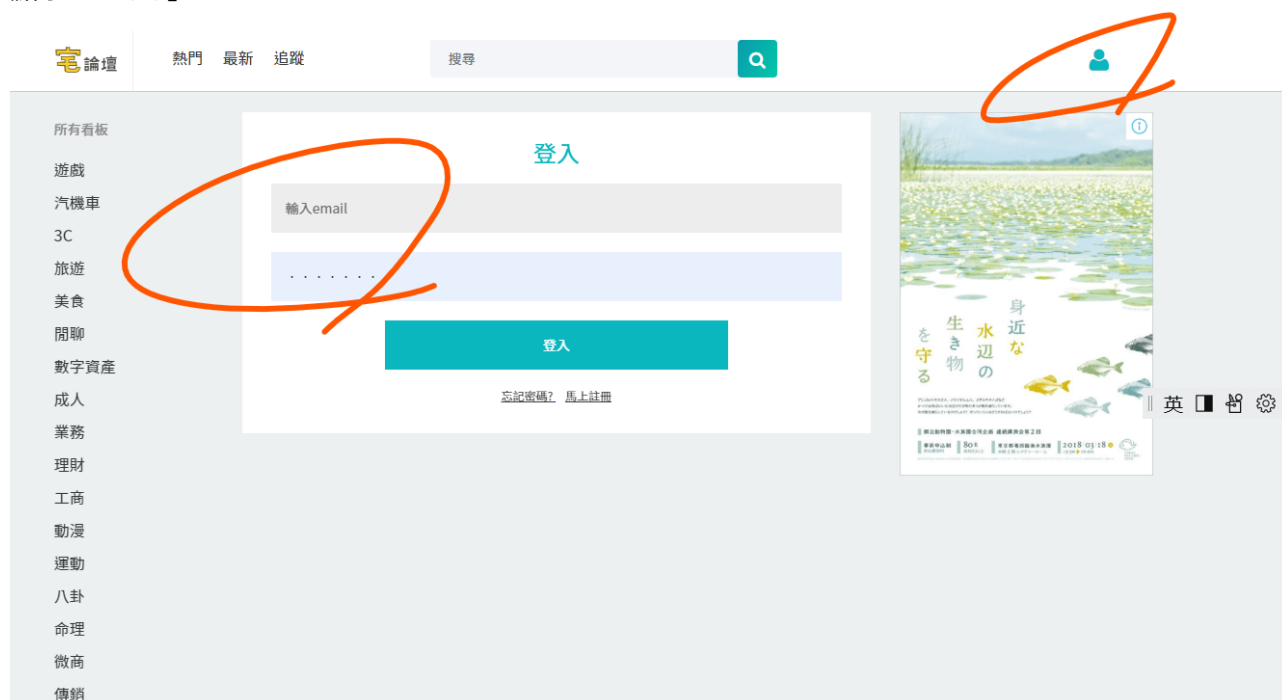 宅論壇
熱門 最新 追蹤
搜尋
所有看板
遊戲
汽機車
3C
旅遊
美食
閒聊
數字資產
成人
業務
理財
工商
動漫
運動
八卦
命理
微商
傳銷
登入
輸入email
.......
登入
忘記密碼? 馬上註冊
身近な
水辺の
生き物
を守る
2018 03 18
英